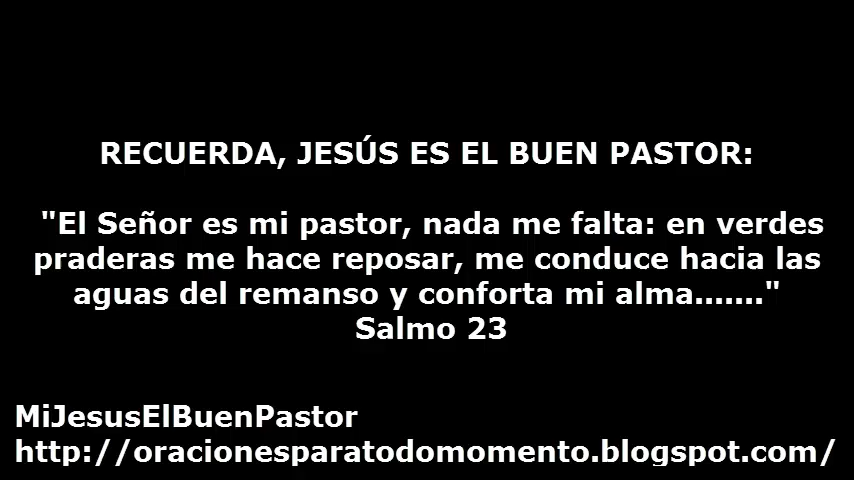 RECUERDA, JESÚS ES EL BUEN PASTOR:
"El Señor es mi pastor, nada me falta: en verdes
praderas me hace reposar, me conduce hacia las
aguas del remanso y conforta mi alma......."
Salmo 23
MiJesusElBuenPastor
http://oracionesparatodomomento.blogspot.com/